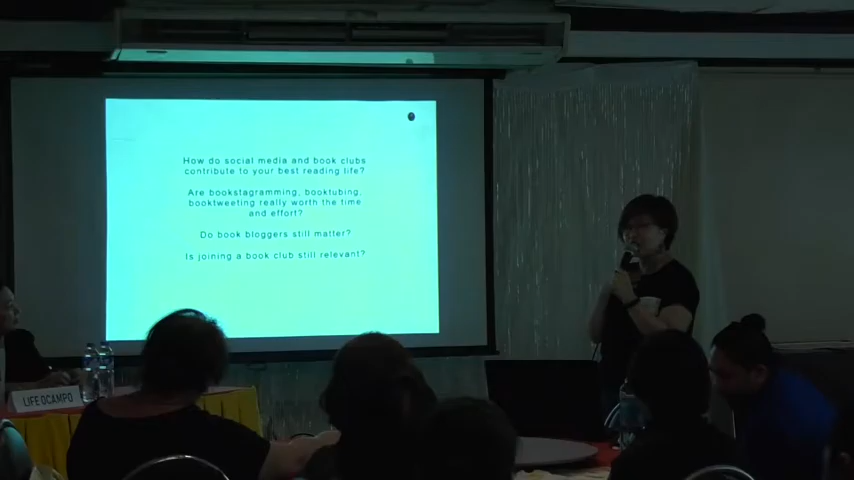 How do social media and book clubs
contribute to your best reading life?
Are bookstagramming, booktubing,
booktweeting really worth the time
and effort?
Do book bloggers still matter?
Is joining a book club still relevant?
LIFE OCAMPO